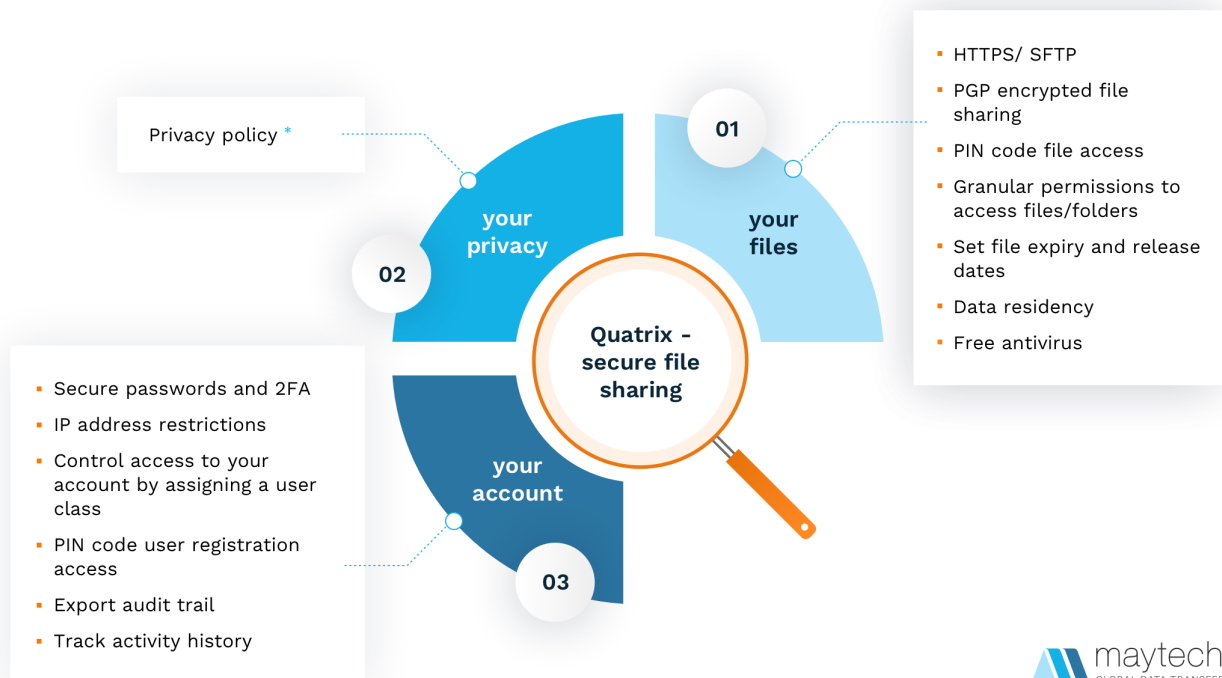 01
your
files
HTTPS/ SFTP
PGP encrypted file
sharing
PIN code file access
Granular permissions to
access files/folders
Set file expiry and release
dates
Data residency
Free antivirus
Privacy policy *
your
privacy
02
Quatrix -
secure file
sharing
Secure passwords and 2FA
IP address restrictions
Control access to your
account by assigning a user
class
PIN code user registration
access
Export audit trail
Track activity history
your
account
03
maytech
GLOBAL DATA TRANSFER